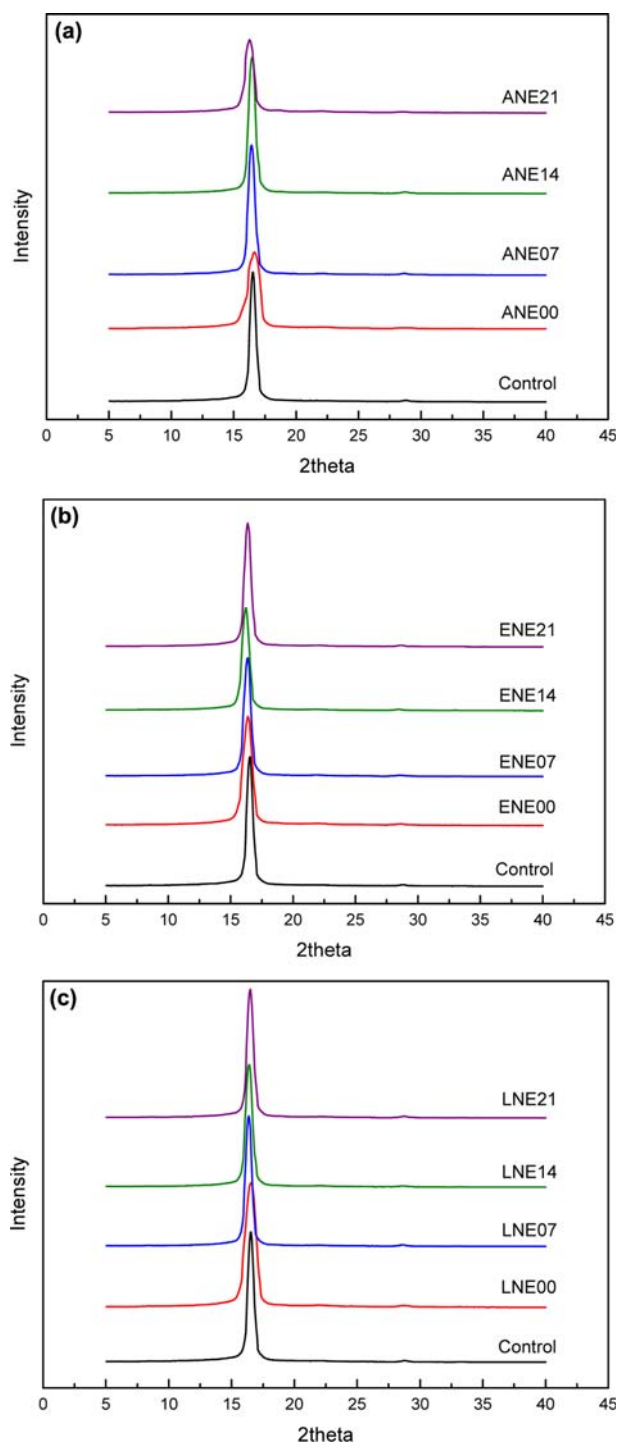 (a)
ANE21
ANE14
ANE07
ANE00
Control
Intensity
0 5 10 15 20 25 30 35 40 45
2theta
(b)
ENE21
ENE14
ENE07
ENE00
Control
Intensity
0 5 10 15 20 25 30 35 40 45
2theta
(c)
LNE21
LNE14
LNE07
LNE00
Control
Intensity
0 5 10 15 20 25 30 35 40 45
2theta